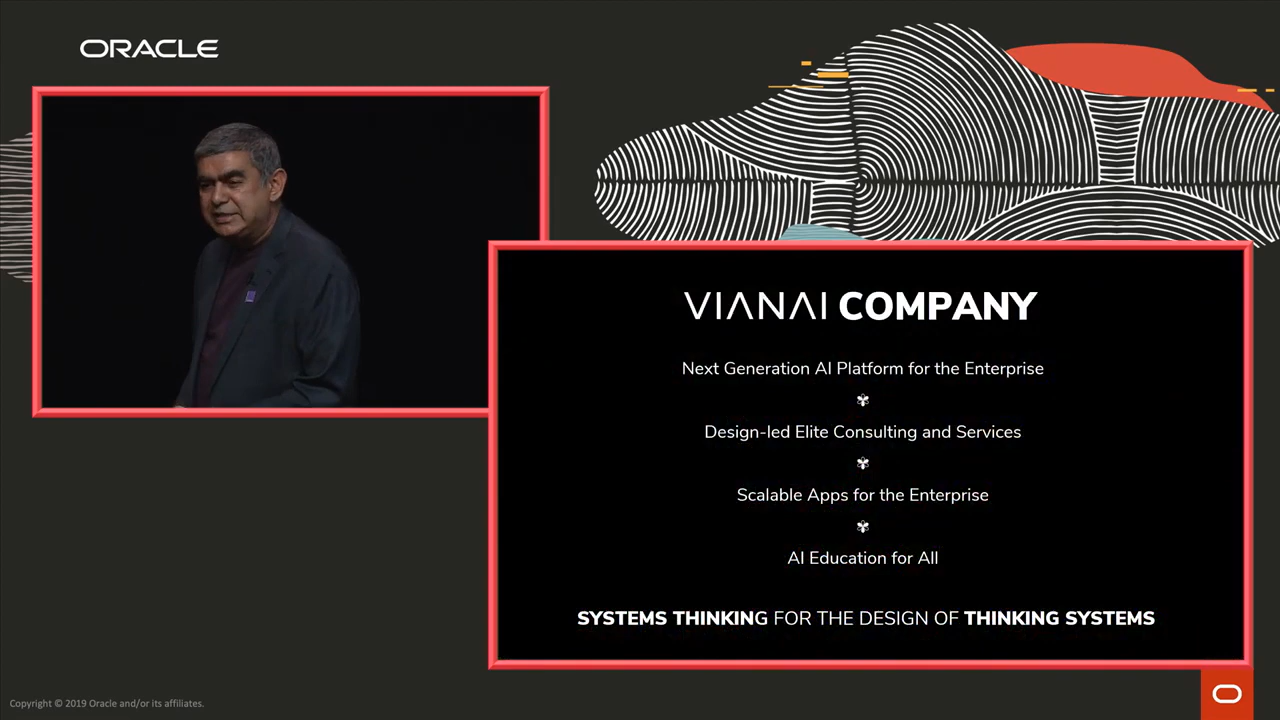 ORACLE
VIANAI COMPANY
Next Generation AI Platform for the Enterprise
Design-led Elite Consulting and Services
Scalable Apps for the Enterprise
AI Education for All
SYSTEMS THINKING FOR THE DESIGN OF THINKING SYSTEMS
Copyright © 2019 Oracle and/or its affiliates.